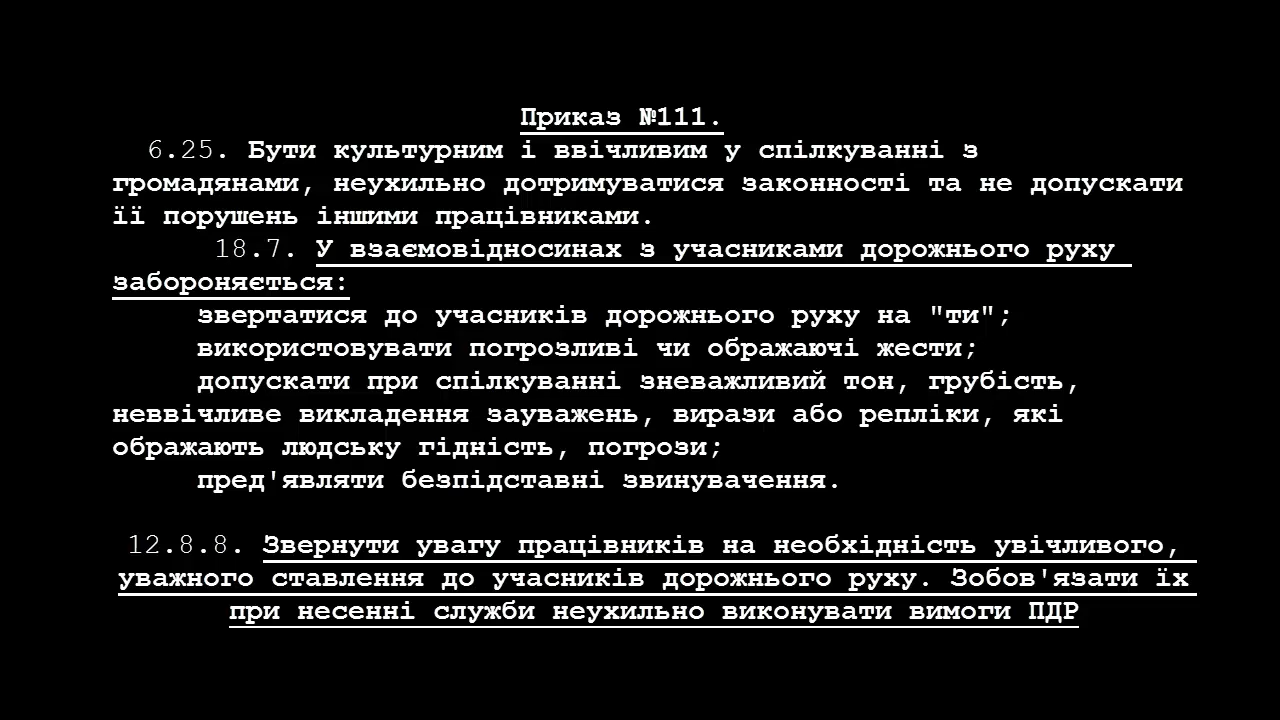 Приказ №111.
6.25. Бути культурним і ввічливим у спілкуванні з
громадянами, неухильно дотримуватися законності та не допускати
її порушень іншими працівниками.
18.7. У взаємовідносинах з учасниками дорожнього руху
забороняється:
звертатися до учасників дорожнього руху на "ти";
використовувати погрозливі чи ображаючі жести;
допускати при спілкуванні зневажливий тон, грубість,
неввічливе викладення зауважень, вирази або репліки, які
ображають людську гідність, погрози;
пред'являти безпідставні звинувачення.
12.8.8. Звернути увагу працівників на необхідність увічливого,
уважного ставлення до учасників дорожнього руху. Зобов'язати їх
при несенні служби неухильно виконувати вимоги ПДР